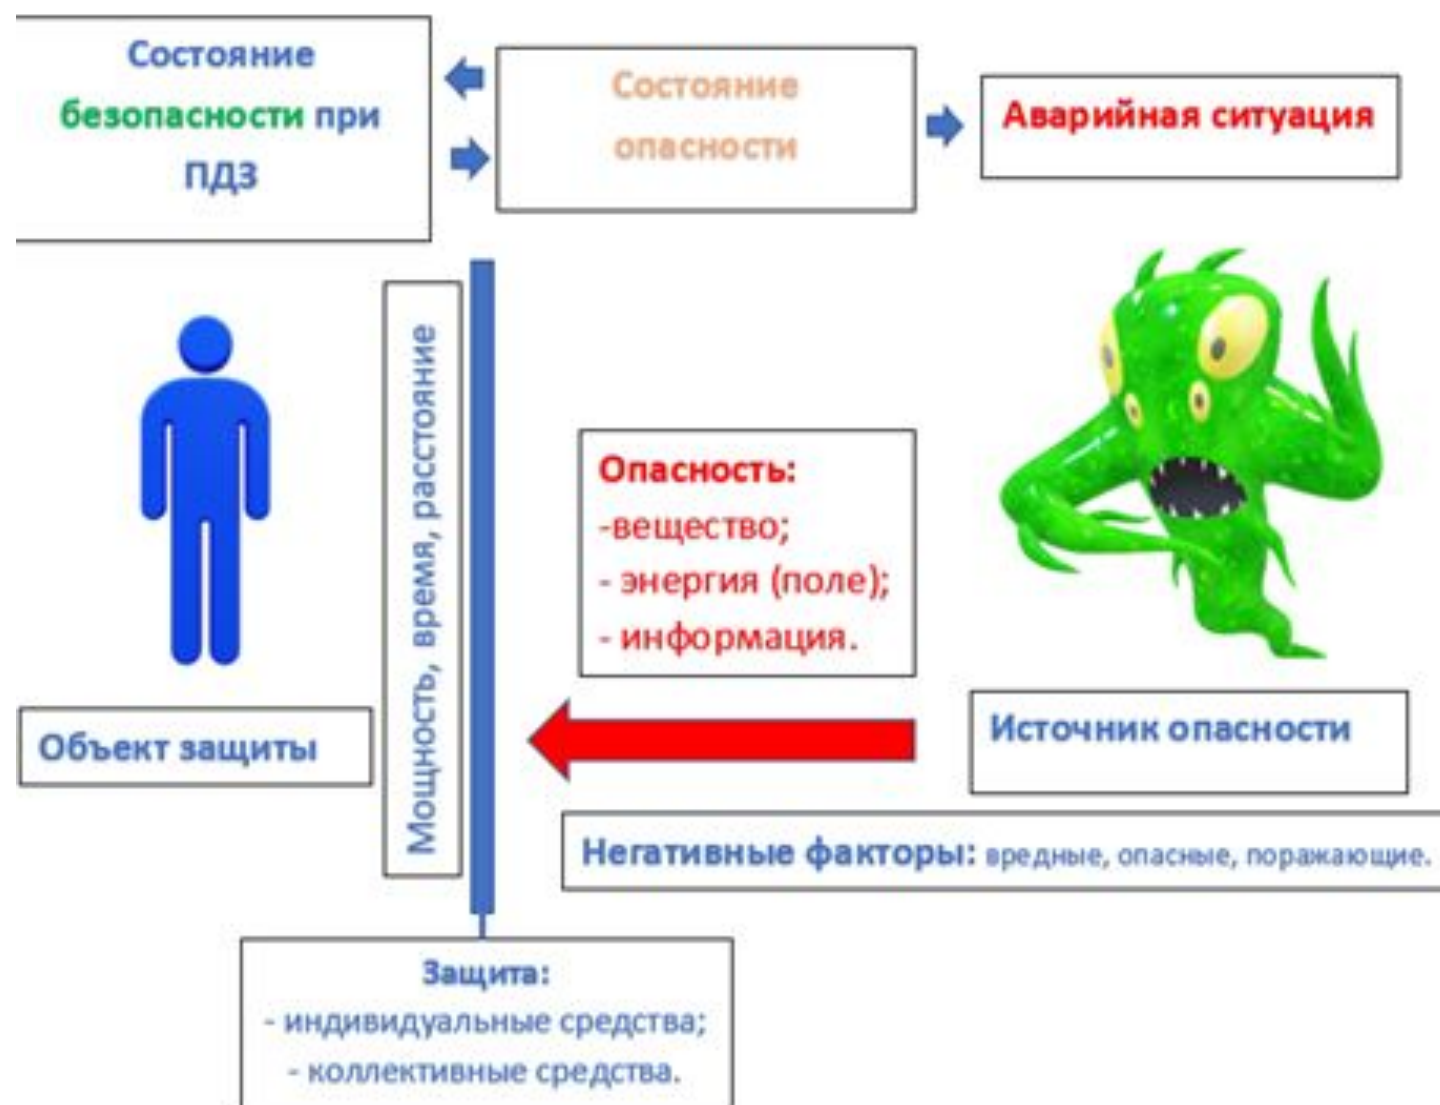 Состояние
безопасности при
ПДЗ
Состояние
опасности
Аварийная ситуация
Мощность, время, расстояние
Опасность:
-вещество;
- энергия (поле);
- информация.
Объект защиты
Источник опасности
Негативные факторы: вредные, опасные, поражающие.
Защита:
- индивидуальные средства;
- коллективные средства.